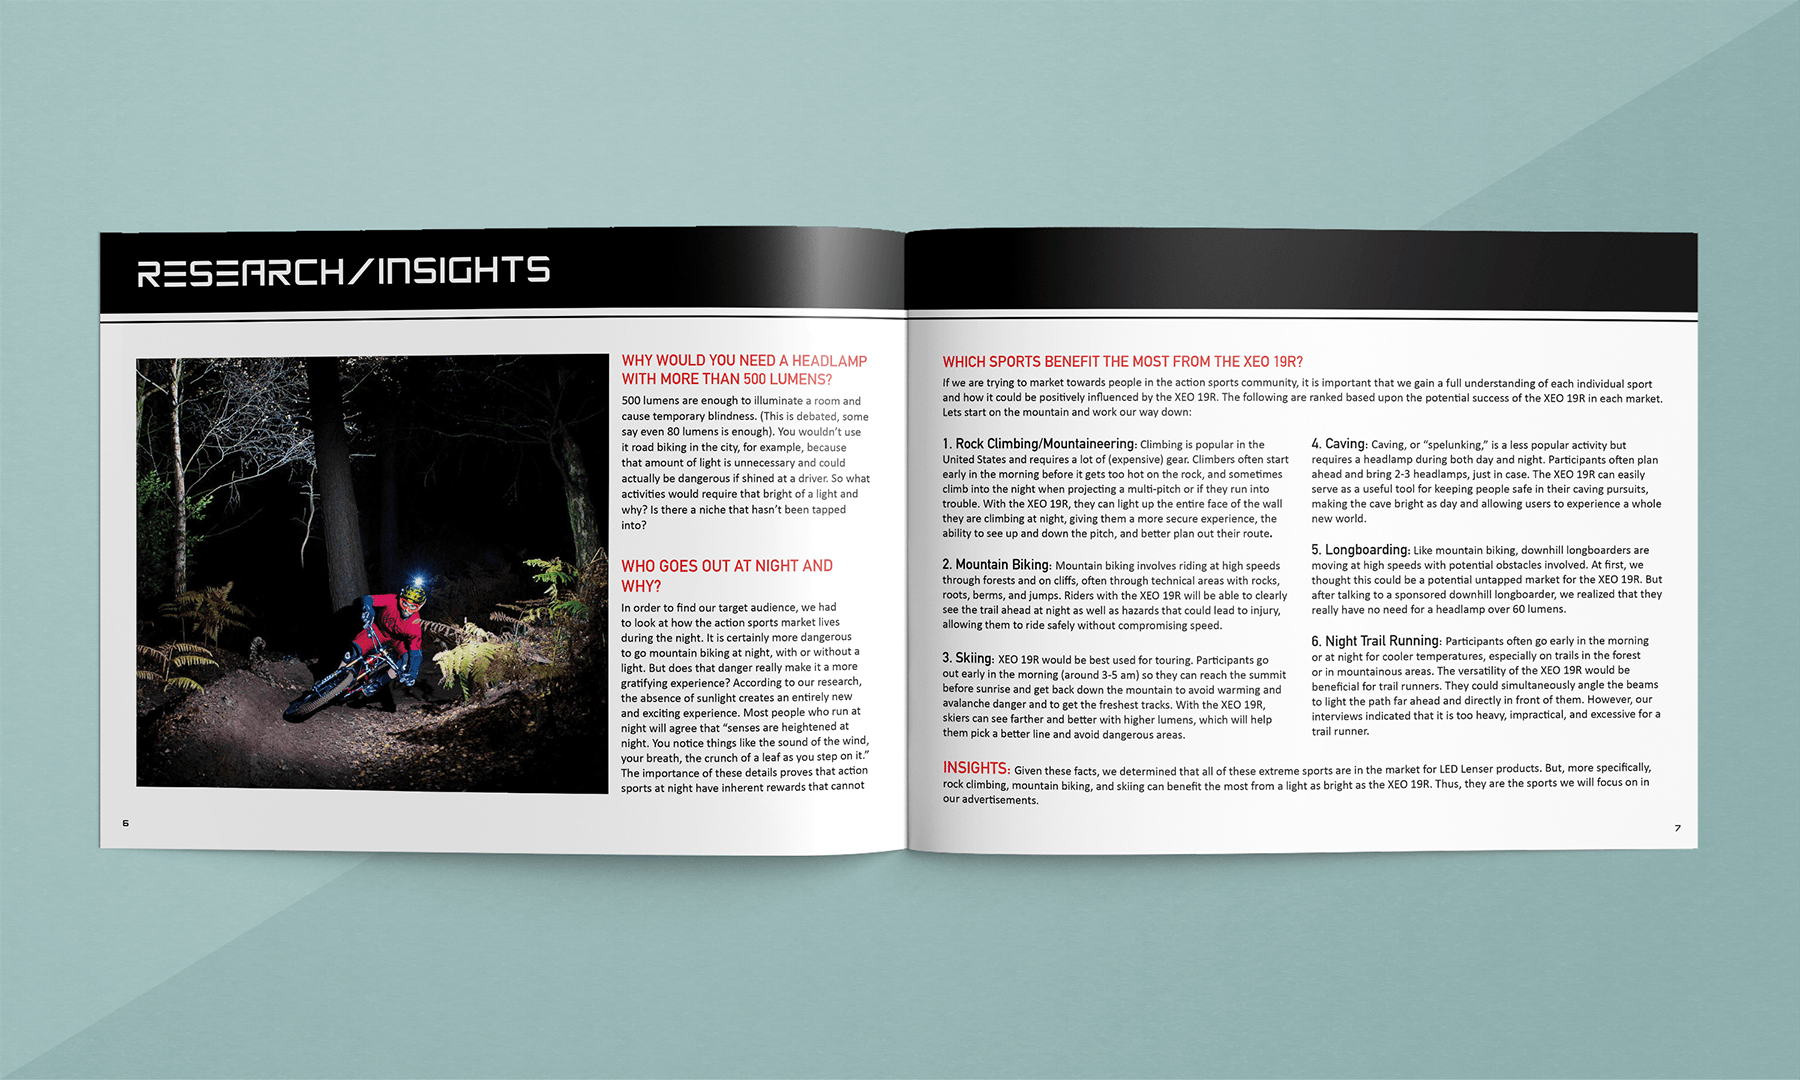 RESEARCH/INSIGHTS
WHY WOULD YOU NEED A HEADLAMP
WITH MORE THAN 500 LUMENS?
500 lumens are enough to illuminate a room and
cause temporary blindness. (This is debated, some
say even 80 lumens is enough). You wouldn't use
it road biking in the city, for example, because
that amount of light is unnecessary and could
actually be dangerous if shined at a driver. So what
activities would require that bright of a light and
why? Is there a niche that hasn't been tapped
into?
WHO GOES OUT AT NIGHT AND
WHY?
In order to find our target audience, we had
to look at how the action sports market lives
during the night. It is certainly more dangerous
to go mountain biking at night, with or without a
light. But does that danger really make it a more
gratifying experience? According to our research,
the absence of sunlight creates an entirely new
and exciting experience. Most people who run at
night will agree that “senses are heightened at
night. You notice things like the sound of the wind,
your breath, the crunch of a leaf as you step on it.”
The importance of these details proves that action
sports at night have inherent rewards that cannot
6
WHICH SPORTS BENEFIT THE MOST FROM THE XEO 19R?
If we are trying to market towards people in the action sports community, it is important that we gain a full understanding of each individual sport
and how it could be positively influenced by the XEO 19R. The following are ranked based upon the potential success of the XEO 19R in each market.
Lets start on the mountain and work our way down:
1. Rock Climbing/Mountaineering: Climbing is popular in the
United States and requires a lot of (expensive) gear. Climbers often start
early in the morning before it gets too hot on the rock, and sometimes
climb into the night when projecting a multi-pitch or if they run into
trouble. With the XEO 19R, they can light up the entire face of the wall
they are climbing at night, giving them a more secure experience, the
ability to see up and down the pitch, and better plan out their route.
2. Mountain Biking: Mountain biking involves riding at high speeds
through forests and on cliffs, often through technical areas with rocks,
roots, berms, and jumps. Riders with the XEO 19R will be able to clearly
see the trail ahead at night as well as hazards that could lead to injury,
allowing them to ride safely without compromising speed.
3. Skiing: XEO 19R would be best used for touring. Participants go
out early in the morning (around 3-5 am) so they can reach the summit
before sunrise and get back down the mountain to avoid warming and
avalanche danger and to get the freshest tracks. With the XEO 19R,
skiers can see farther and better with higher lumens, which will help
them pick a better line and avoid dangerous areas.
4. Caving: Caving, or “spelunking,” is a less popular activity but
requires a headlamp during both day and night. Participants often plan
ahead and bring 2-3 headlamps, just in case. The XEO 19R can easily
serve as a useful tool for keeping people safe in their caving pursuits,
making the cave bright as day and allowing users to experience a whole
new world.
5. Longboarding: Like mountain biking, downhill longboarders are
moving at high speeds with potential obstacles involved. At first, we
thought this could be a potential untapped market for the XEO 19R. But
after talking to a sponsored downhill longboarder, we realized that they
really have no need for a headlamp over 60 lumens.
6. Night Trail Running: Participants often go early in the morning
or at night for cooler temperatures, especially on trails in the forest
or in mountainous areas. The versatility of the XEO 19R would be
beneficial for trail runners. They could simultaneously angle the beams
to light the path far ahead and directly in front of them. However, our
interviews indicated that it is too heavy, impractical, and excessive for a
trail runner.
INSIGHTS: Given these facts, we determined that all of these extreme sports are in the market for LED Lenser products. But, more specifically,
rock climbing, mountain biking, and skiing can benefit the most from a light as bright as the XEO 19R. Thus, they are the sports we will focus on in
our advertisements.
7